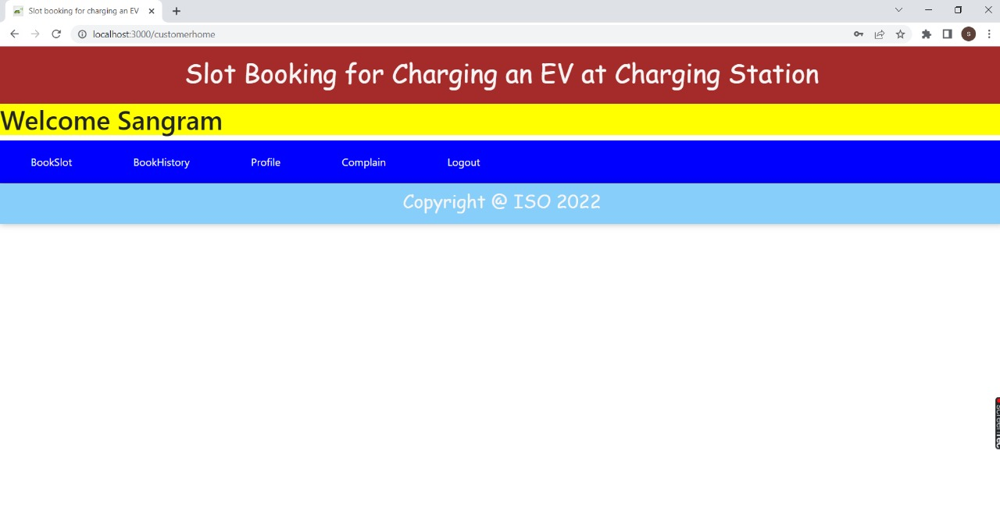 Slot booking for charging an EV
localhost:3000/customerhome
S
Slot Booking for Charging an EV at Charging Station
Welcome Sangram
BookSlot BookHistory Profile Complain Logout
Copyright @ ISO 2022